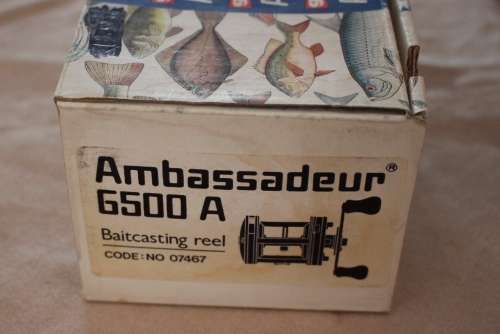 Ambassadeur®
6500 A
Baitcasting reel
CODE: NO 07467